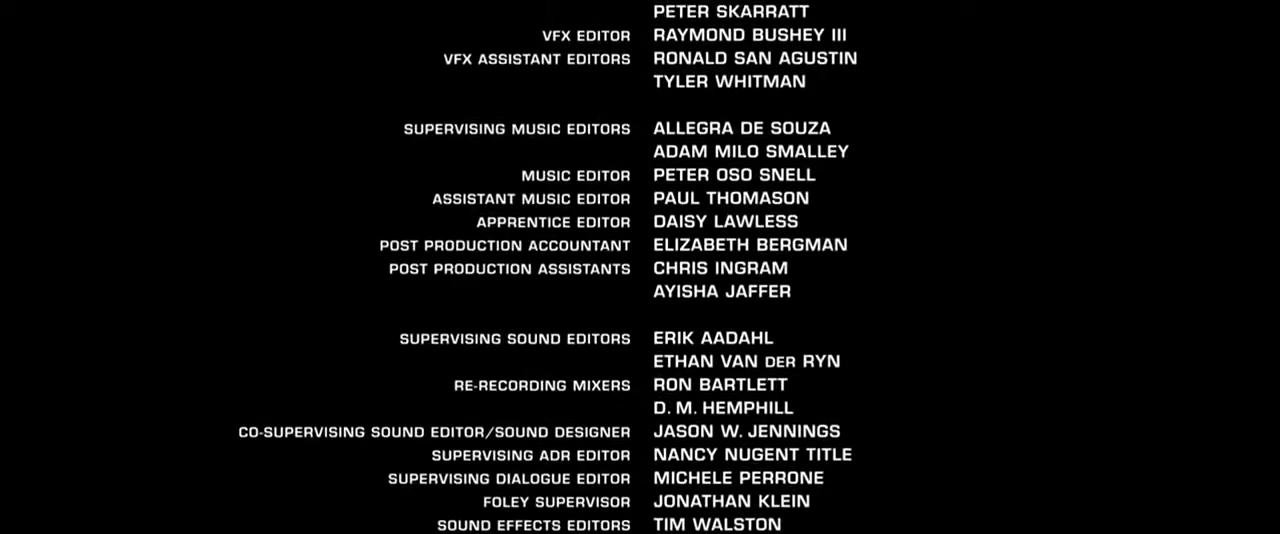 PETER SKARRATT
VFX EDITOR RAYMOND BUSHEY III
VFX ASSISTANT EDITORS RONALD SAN AGUSTIN
TYLER WHITMAN
SUPERVISING MUSIC EDITORS ALLEGRA DE SOUZA
ADAM MILO SMALLEY
MUSIC EDITOR PETER OSO SNELL
ASSISTANT MUSIC EDITOR PAUL THOMASON
APPRENTICE EDITOR DAISY LAWLESS
POST PRODUCTION ACCOUNTANT ELIZABETH BERGMAN
POST PRODUCTION ASSISTANTS CHRIS INGRAM
AYISHA JAFFER
SUPERVISING SOUND EDITORS ERIK AADAHL
ETHAN VAN DER RYN
RE-RECORDING MIXERS RON BARTLETT
D. M. HEMPHILL
CO-SUPERVISING SOUND EDITOR/SOUND DESIGNER JASON W. JENNINGS
SUPERVISING ADR EDITOR NANCY NUGENT TITLE
SUPERVISING DIALOGUE EDITOR MICHELE PERRONE
FOLEY SUPERVISOR JONATHAN KLEIN
SOUND EFFECTS EDITORS TIM WALSTON